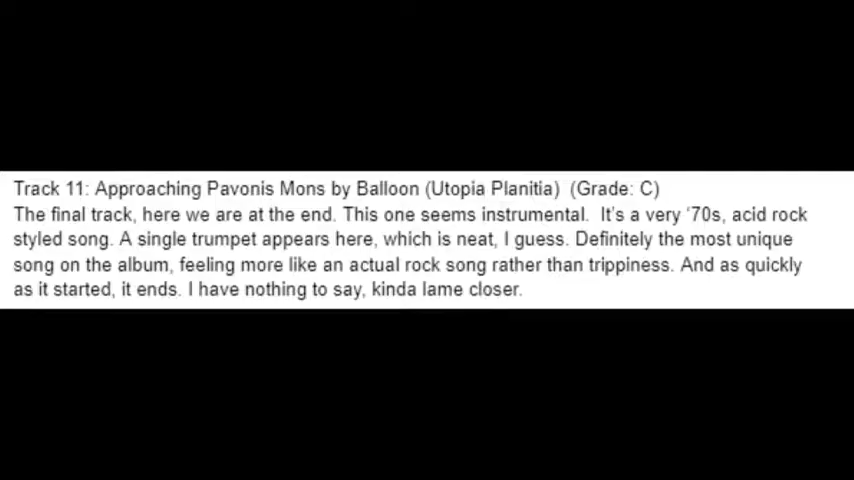 Track 11: Approaching Pavonis Mons by Balloon (Utopia Planitia)  (Grade: C)
The final track, here we are at the end. This one seems instrumental.  It's a very ‘70s, acid rock
styled song. A single trumpet appears here, which is neat, I guess. Definitely the most unique
song on the album, feeling more like an actual rock song rather than trippiness. And as quickly
as it started, it ends. I have nothing to say, kinda lame closer.